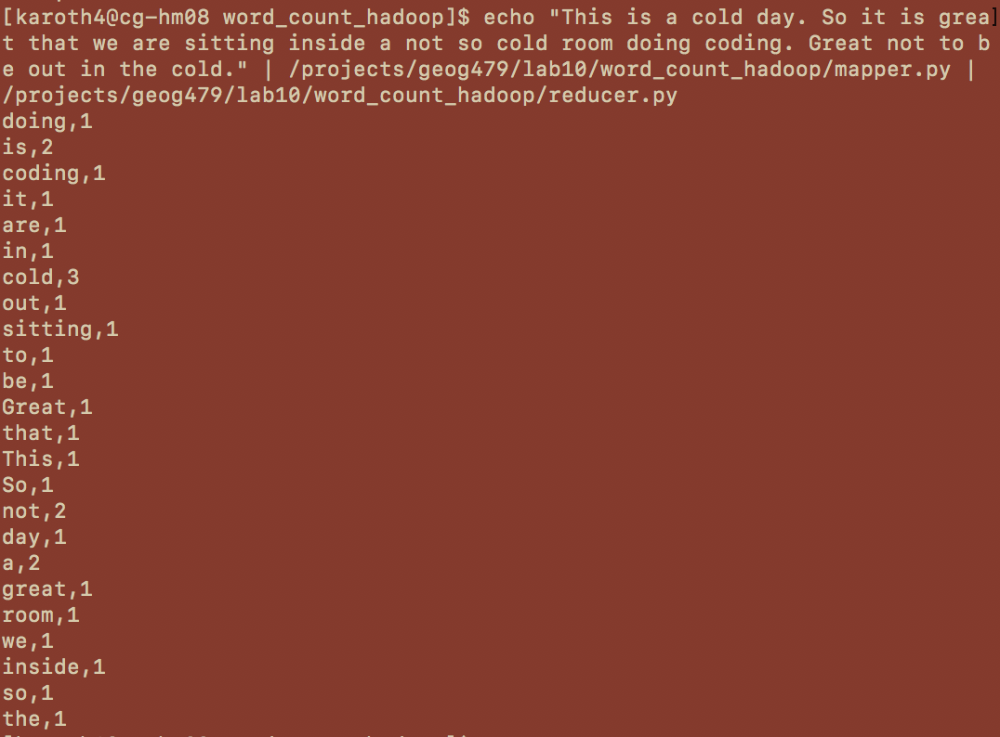 [karoth4@cg-hm08 word_count_hadoop]$ echo "This is a cold day. So it is grea]
t that we are sitting inside a not so cold room doing coding. Great not to b
e out in the cold." | /projects/geog479/lab10/word_count_hadoop/mapper.py |
/projects/geog479/lab10/word_count_hadoop/reducer.py
doing,1
is,2
coding,1
it,1
are,1
in,1
cold,3
out,1
sitting,1
to,1
be,1
Great,1
that,1
This,1
So,1
not,2
day,1
a,2
great,1
room,1
we,1
inside,1
so,1
the,1